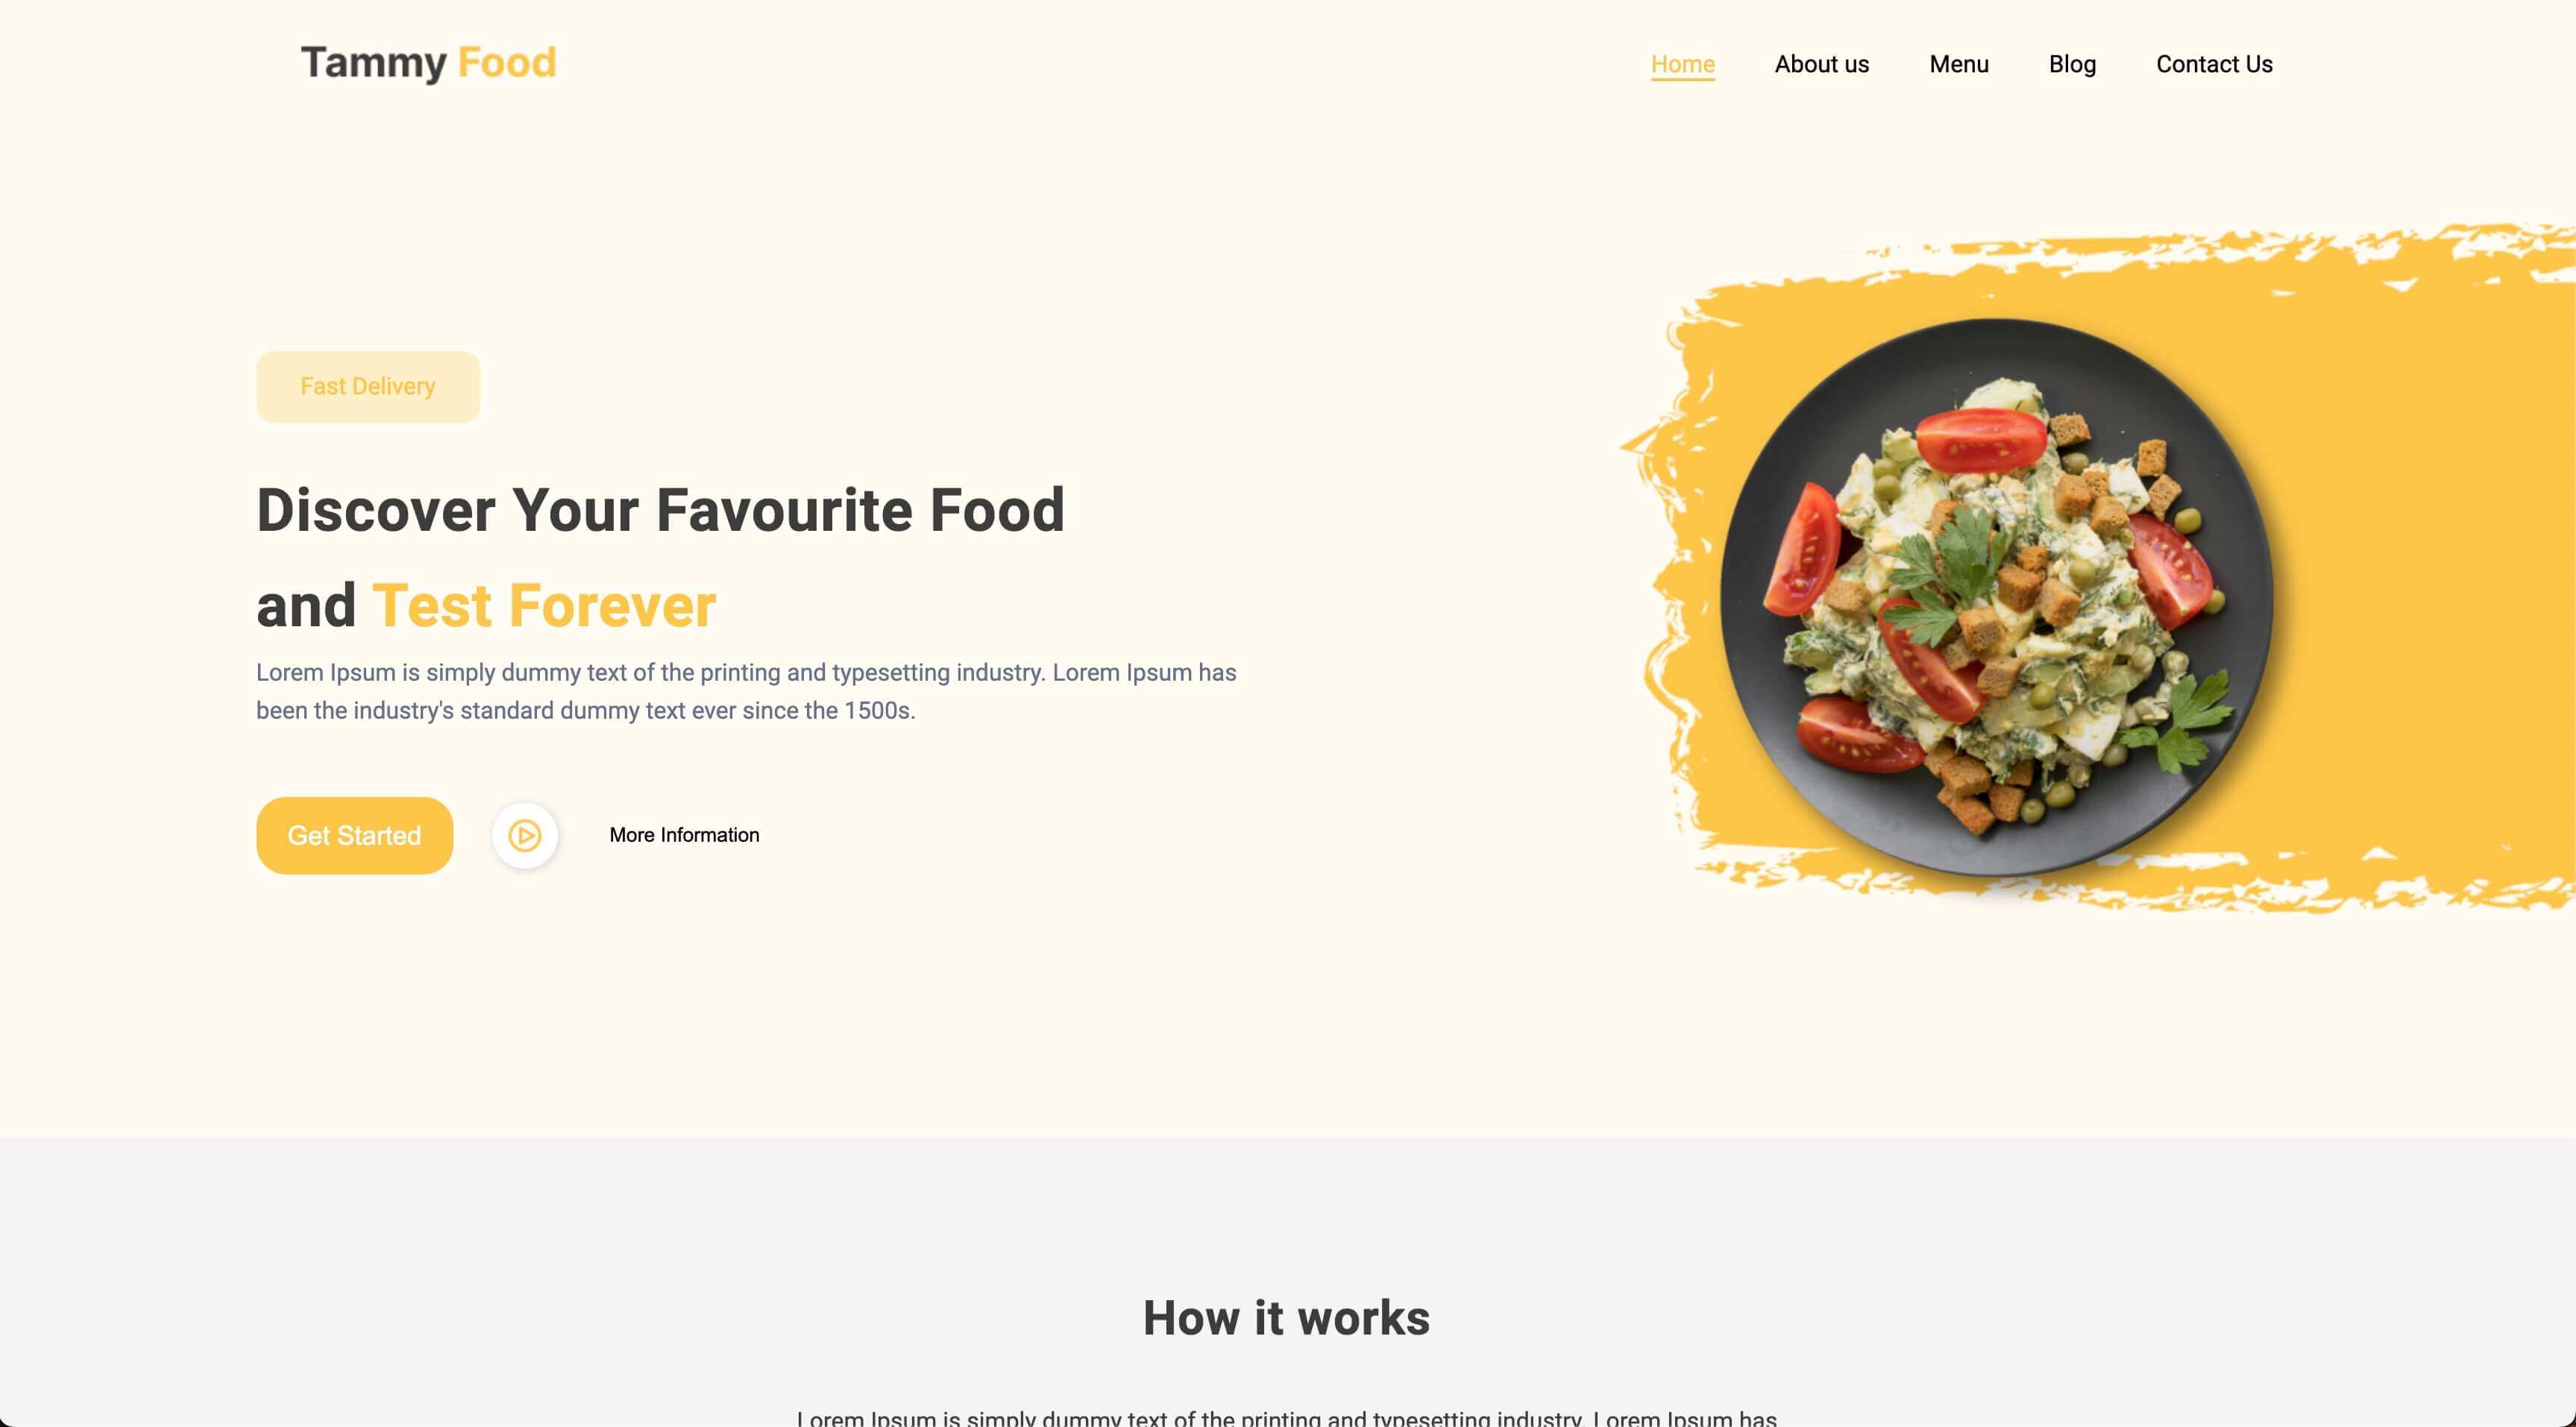 Tammy Food
Home About us Menu Blog Contact Us
Fast Delivery
Discover Your Favourite Food
and Test Forever
Lorem Ipsum is simply dummy text of the printing and typesetting industry. Lorem Ipsum has
been the industry's standard dummy text ever since the 1500s.
Get Started
More Information
How it works
Lorem Ipsum is simply dummy text of the printing and typesetting industry. Lorem Ipsum has